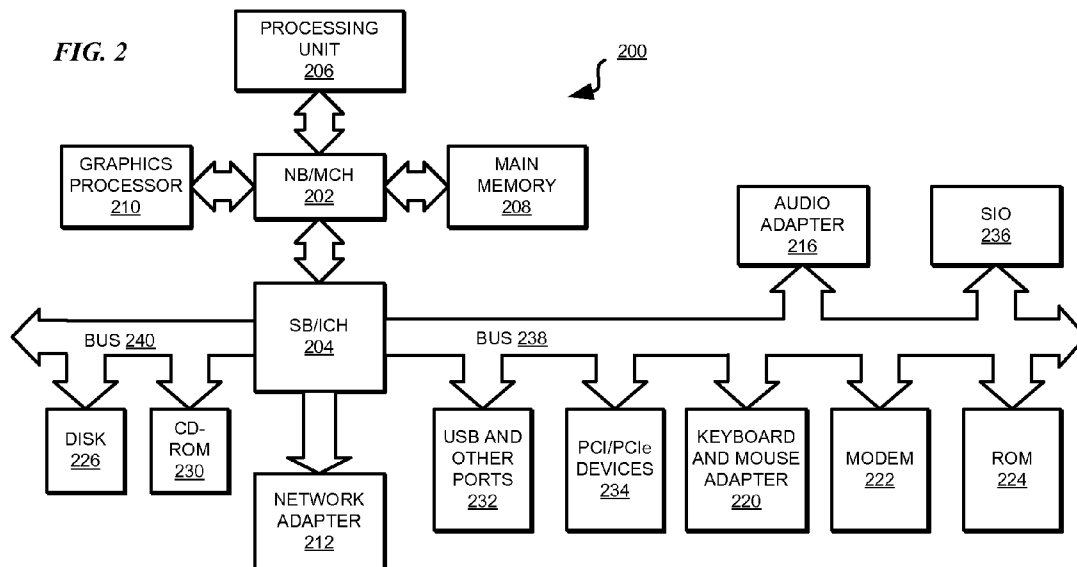 FIG. 2
PROCESSING
UNIT
206
200
GRAPHICS
PROCESSOR
210
NB/MCH
202
MAIN
MEMORY
208
AUDIO
ADAPTER
216
SIO
236
SB/ICH
204
BUS 240
BUS 238
DISK
226
CD-
ROM
230
USB AND
OTHER
PORTS
232
PCI/PCIe
DEVICES
234
KEYBOARD
AND MOUSE
ADAPTER
220
MODEM
222
ROM
224
NETWORK
ADAPTER
212